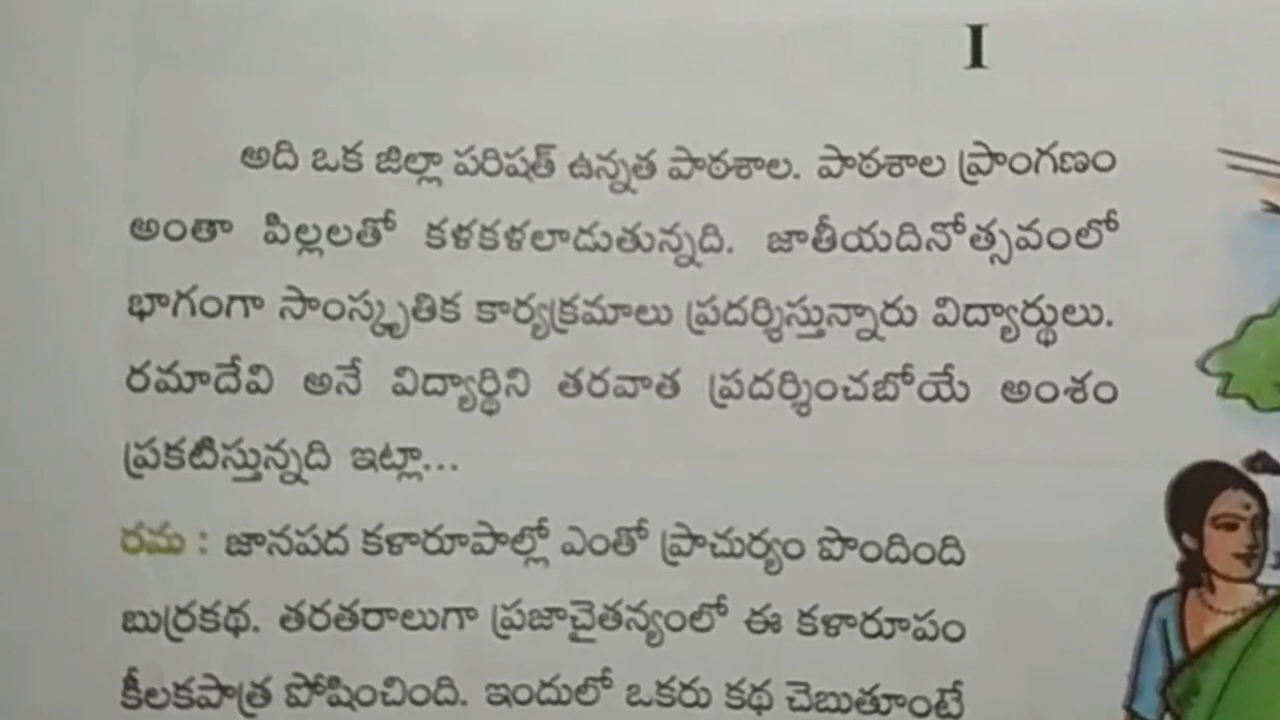 I
అది ఒక జిల్లా పరిషత్ ఉన్నత పాఠశాల. పాఠశాల ప్రాంగణం
అంతా పిల్లలతో కళకళలాడుతున్నది. జాతీయదినోత్సవంలో
భాగంగా సాంస్కృతిక కార్యక్రమాలు ప్రదర్శిస్తున్నారు విద్యార్థులు.
రమాదేవి అనే విద్యార్థిని తరవాత ప్రదర్శించబోయే అంశం
ప్రకటిస్తున్నది ఇట్లా...
రమ : జానపద కళారూపాల్లో ఎంతో ప్రాచుర్యం పొందింది
బుర్రకథ. తరతరాలుగా ప్రజాచైతన్యంలో ఈ కళారూపం
కీలకపాత్ర పోషించింది. ఇందులో ఒకరు కథ చెబుతూంటే